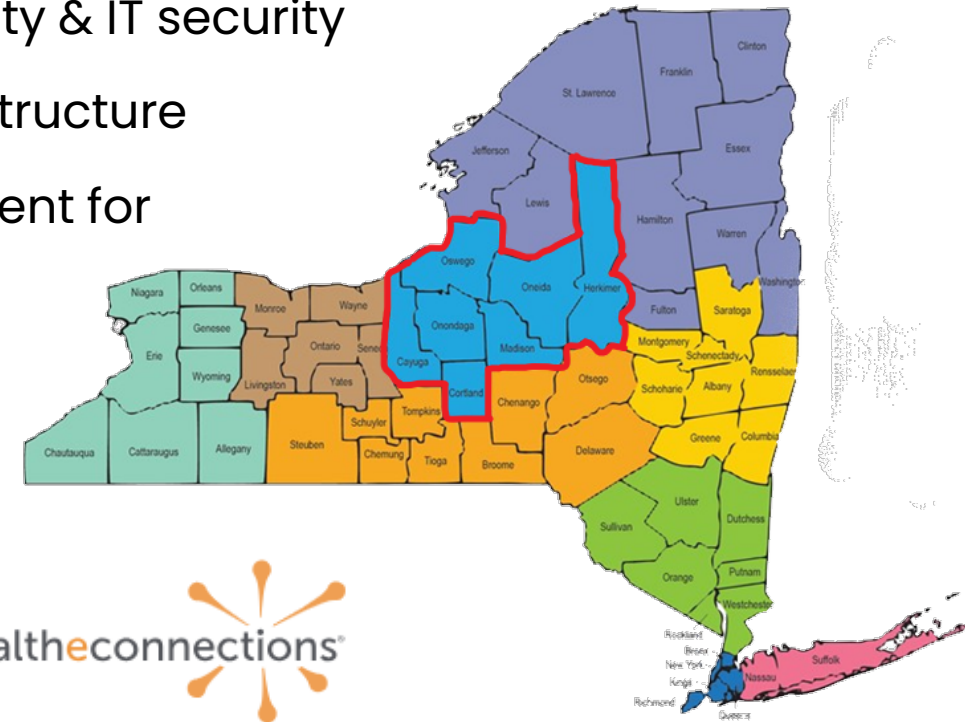 ty & IT security
tructure
ent for
Clinton
Franklin
St. Lawrence
Essex
Jefferson
Lewis
Hamilton
Warren
Washington
Oswego
Oneida
Herkimer
Fulton
Saratoga
Niagara
Orleans
Monroe
Wayne
Genesee
Onondaga
Madison
Montgomery
Schenectady
Erie
Ontario
Sene
Cayuga
Wyoming
Livingston
Yates
Cortland
Chenango
Otsego
Schoharie
Albany
Rensselaer
Tompkins
Schuyler
Greene
Columbia
Chautauqua
Cattaraugus
Allegany
Steuben
Chemung
Tioga
Broome
Delaware
Ulster
Sullivan
Dutchess
Orange
Putnam
Westchester
Rockland
Bronx
New York
Kings
Richmond
Queens
Nassau
Suffolk
altheconnections®